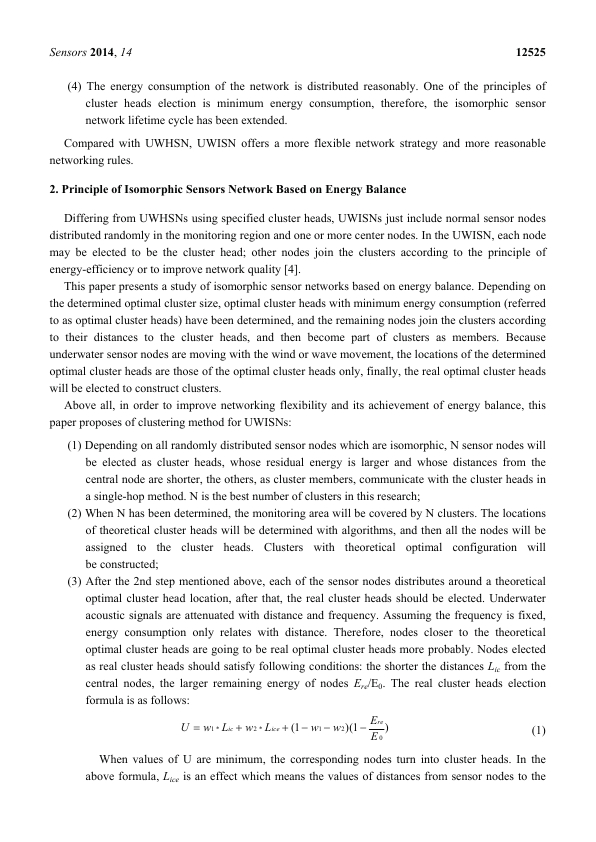 Sensors 2014, 14 12525
(4) The energy consumption of the network is distributed reasonably. One of the principles of
cluster heads election is minimum energy consumption, therefore, the isomorphic sensor
network lifetime cycle has been extended.
Compared with UWHSN, UWISN offers a more flexible network strategy and more reasonable
networking rules.
2. Principle of Isomorphic Sensors Network Based on Energy Balance
Differing from UWHSNs using specified cluster heads, UWISNs just include normal sensor nodes
distributed randomly in the monitoring region and one or more center nodes. In the UWISN, each node
may be elected to be the cluster head; other nodes join the clusters according to the principle of
energy-efficiency or to improve network quality [4].
This paper presents a study of isomorphic sensor networks based on energy balance. Depending on
the determined optimal cluster size, optimal cluster heads with minimum energy consumption (referred
to as optimal cluster heads) have been determined, and the remaining nodes join the clusters according
to their distances to the cluster heads, and then become part of clusters as members. Because
underwater sensor nodes are moving with the wind or wave movement, the locations of the determined
optimal cluster heads are those of the optimal cluster heads only, finally, the real optimal cluster heads
will be elected to construct clusters.
Above all, in order to improve networking flexibility and its achievement of energy balance, this
paper proposes of clustering method for UWISNs:
(1) Depending on all randomly distributed sensor nodes which are isomorphic, N sensor nodes will
be elected as cluster heads, whose residual energy is larger and whose distances from the
central node are shorter, the others, as cluster members, communicate with the cluster heads in
a single-hop method. N is the best number of clusters in this research;
(2) When N has been determined, the monitoring area will be covered by N clusters. The locations
of theoretical cluster heads will be determined with algorithms, and then all the nodes will be
assigned to the cluster heads. Clusters with theoretical optimal configuration will
be constructed;
(3) After the 2nd step mentioned above, each of the sensor nodes distributes around a theoretical
optimal cluster head location, after that, the real cluster heads should be elected. Underwater
acoustic signals are attenuated with distance and frequency. Assuming the frequency is fixed,
energy consumption only relates with distance. Therefore, nodes closer to the theoretical
optimal cluster heads are going to be real optimal cluster heads more probably. Nodes elected
as real cluster heads should satisfy following conditions: the shorter the distances Lic from the
central nodes, the larger remaining energy of nodes Ere/E0. The real cluster heads election
formula is as follows:
U = w1 * Lic + w2 * Lice + (1 − w1 − w2)(1 − Ere/E0) (1)
When values of U are minimum, the corresponding nodes turn into cluster heads. In the
above formula, Lice is an effect which means the values of distances from sensor nodes to the